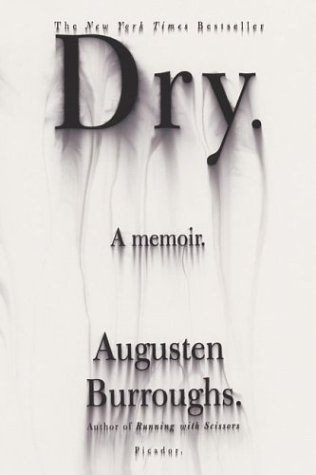 The New York Times Bestseller
Dry.
A memoir.
Augusten
Burroughs.
Author of Running with Scissors
Picador.